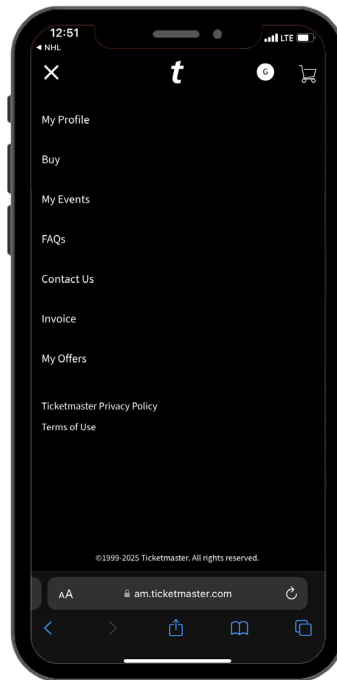 12:51
LTE
◀ NHL
t
G
My Profile
Buy
My Events
FAQs
Contact Us
Invoice
My Offers
Ticketmaster Privacy Policy
Terms of Use
©1999-2025 Ticketmaster. All rights reserved.
AA
am.ticketmaster.com